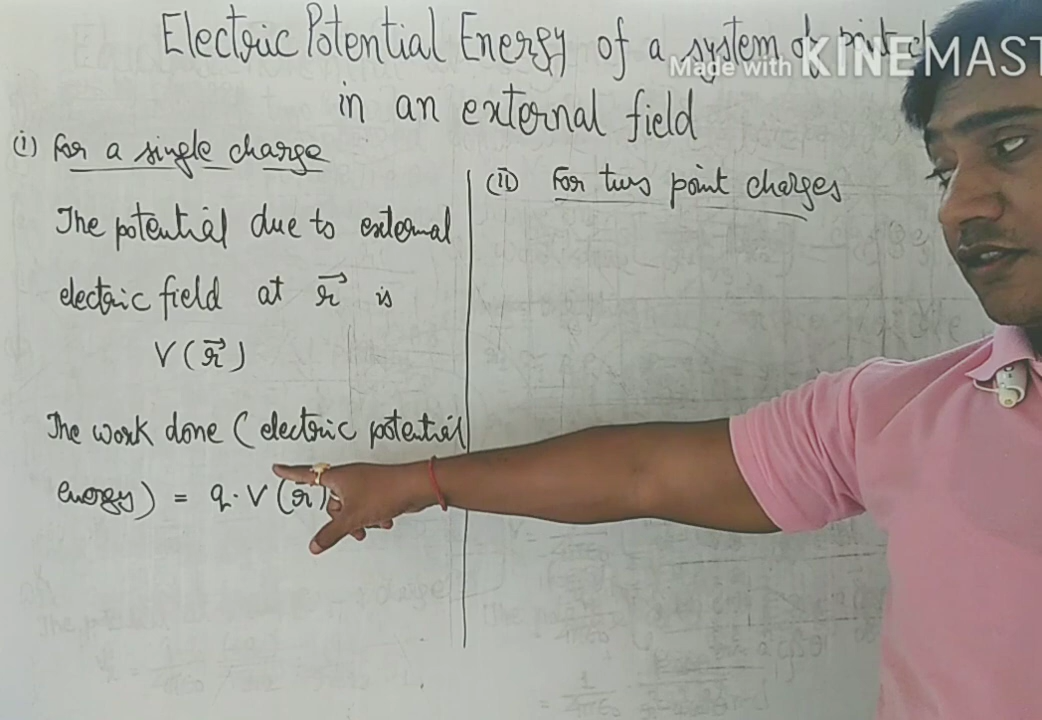 Electric Potential Energy of a system of point
in an external field
Made with KINEMAST
(i) For a single charge
The potential due to external
electric field at r⃗ is
V(r⃗)
The work done (electric potential
energy) = q·V(r⃗)
(ii) For two point charges